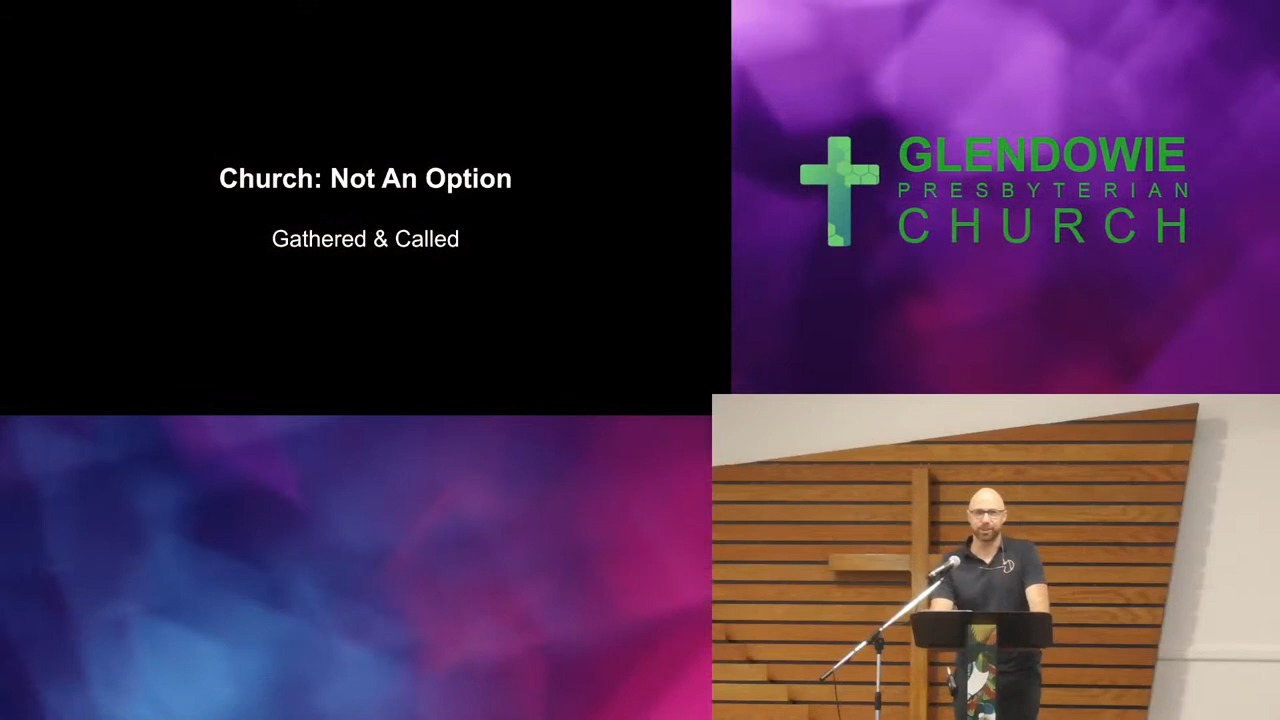 Church: Not An Option
Gathered & Called
GLENDOWIE
PRESBYTERIAN
CHURCH